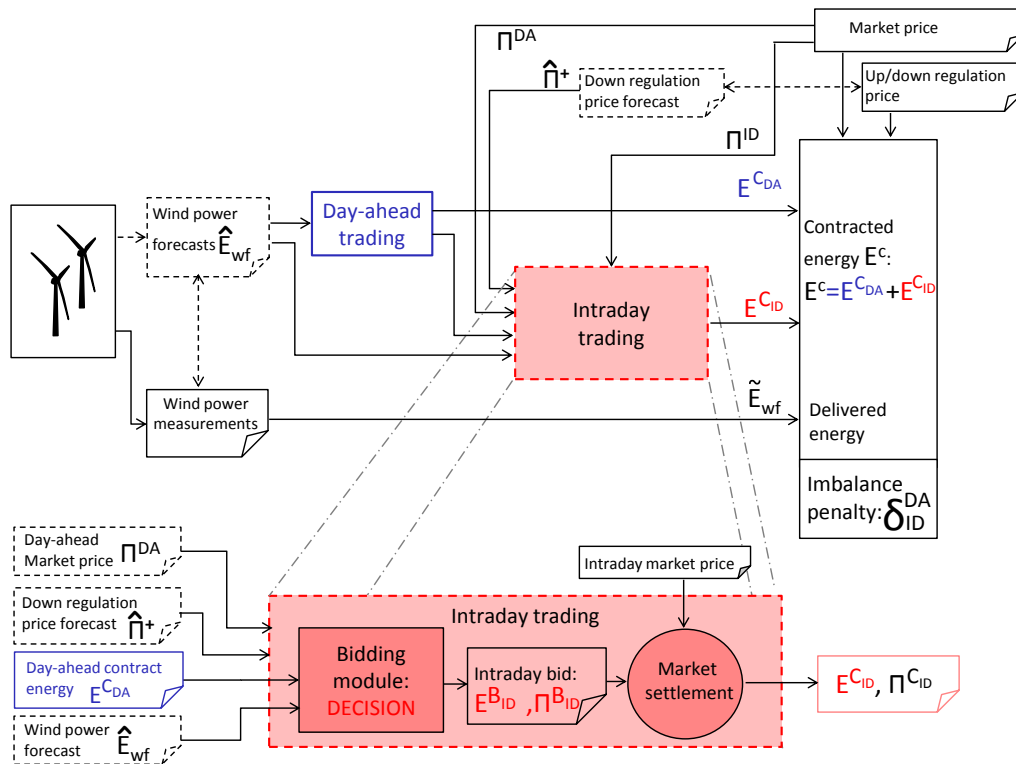 Market price
Π^DA
Π̂⁺
Down regulation
price forecast
Up/down regulation
price
Π^ID
E^C_DA
Wind power
forecasts Ê_wf
Day-ahead
trading
Contracted
energy E^c:
E^c=E^C_DA+E^C_ID
Intraday
trading
E^C_ID
Ẽ_wf
Wind power
measurements
Delivered
energy
Imbalance
penalty: δ^DA_ID
Day-ahead
Market price Π^DA
Intraday market price
Down regulation
price forecast Π̂⁺
Intraday trading
Day-ahead contract
energy E^C_DA
Bidding
module:
DECISION
Intraday bid:
E^B_ID ,Π^B_ID
Market
settlement
E^C_ID, Π^C_ID
Wind power
forecast Ê_wf